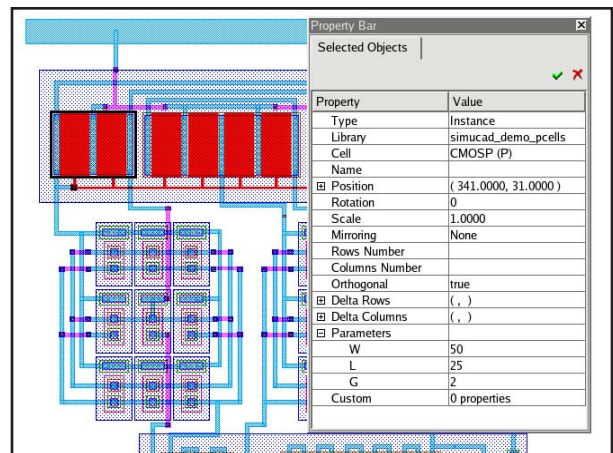 Property Bar
Selected Objects
Property Value
Type Instance
Library simucad_demo_pcells
Cell CMOSP (P)
Name
Position ( 341.0000, 31.0000 )
Rotation 0
Scale 1.0000
Mirroring None
Rows Number
Columns Number
Orthogonal true
Delta Rows ( , )
Delta Columns ( , )
Parameters
W 50
L 25
G 2
Custom 0 properties